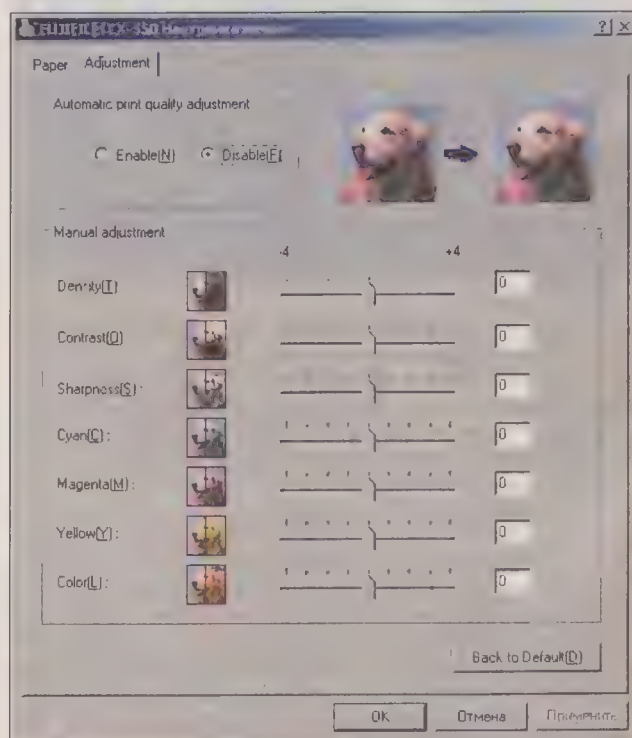 Paper Adjustment
Automatic print quality adjustment
Enable[N] Disable[F]
Manual adjustment
-4 +4
Density[T] 0
Contrast[O] 0
Sharpness[S] : 0
Cyan[C] : 0
Magenta[M] : 0
Yellow[Y] : 0
Color[L] : 0
Back to Default[D]
OK Отмена Применить